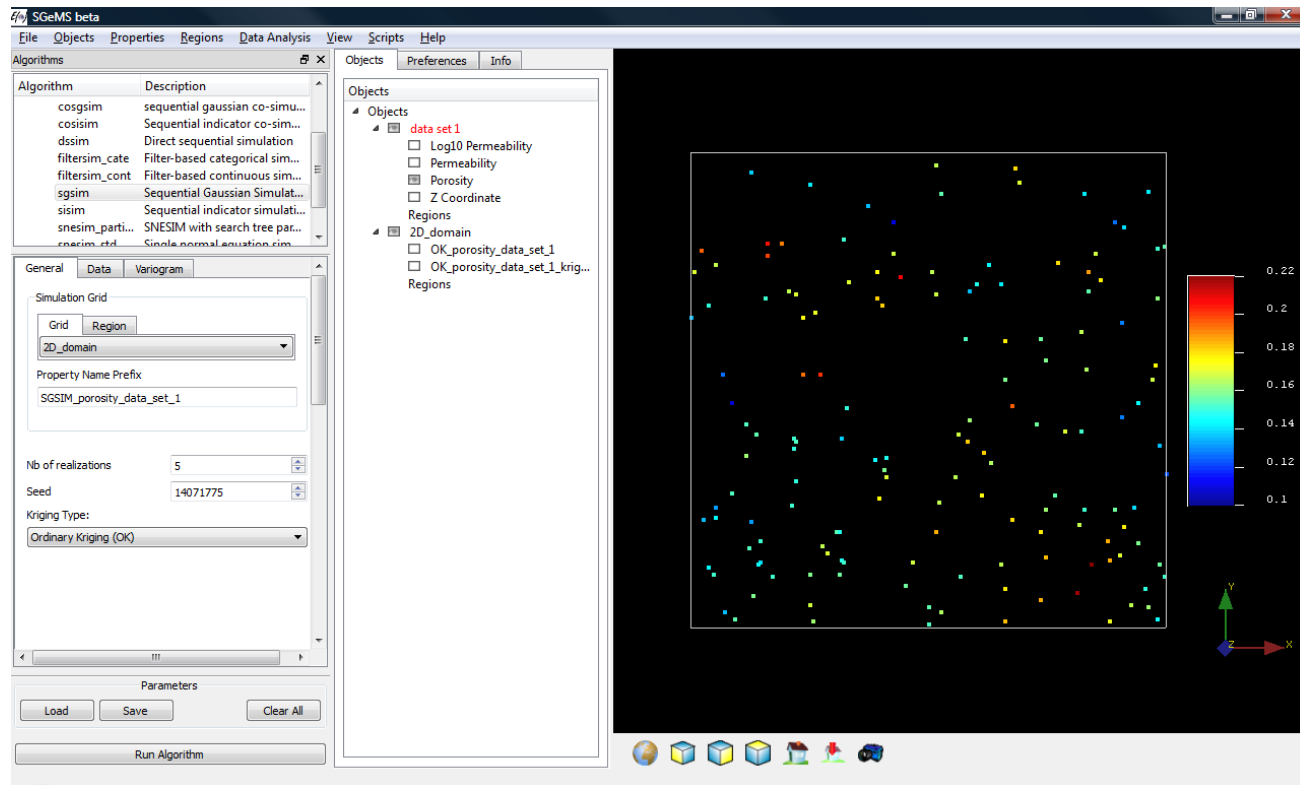 SGeMS beta
File Objects Properties Regions Data Analysis View Scripts Help
Algorithms
Algorithm Description
cosgsim sequential gaussian co-simu...
cosisim Sequential indicator co-sim...
dssim Direct sequential simulation
filtersim_cate Filter-based categorical sim...
filtersim_cont Filter-based continuous sim...
sgsim Sequential Gaussian Simulat...
sisim Sequential indicator simulati...
snesim_parti... SNESIM with search tree par...
snesim_std Single normal equation sim...
General Data Variogram
Simulation Grid
Grid Region
2D_domain
Property Name Prefix
SGSIM_porosity_data_set_1
Nb of realizations 5
Seed 14071775
Kriging Type:
Ordinary Kriging (OK)
Parameters
Load Save Clear All
Run Algorithm
Objects Preferences Info
Objects
Objects
data set 1
Log10 Permeability
Permeability
Porosity
Z Coordinate
Regions
2D_domain
OK_porosity_data_set_1
OK_porosity_data_set_1_krig...
Regions
0.22
0.2
0.18
0.16
0.14
0.12
0.1
Y
Z
X